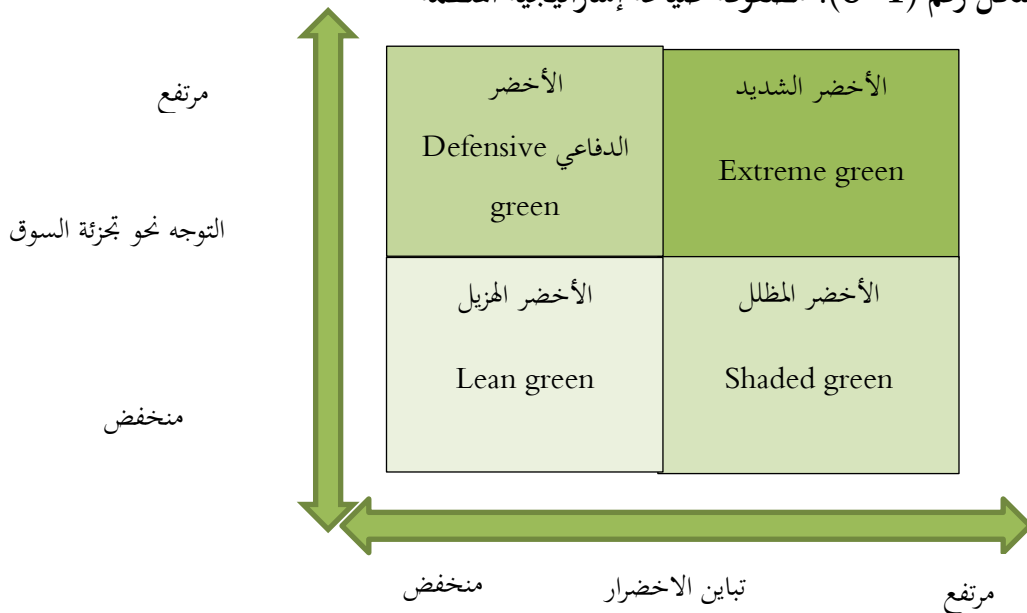 رقم (1-3): مصفوفة صياغة إستراتيجية المنظمة
الأخضر الشديد
Extreme green
الأخضر
الدفاعي Defensive
green
مرتفع
التوجه نحو تجزئة السوق
الأخضر المظلل
Shaded green
الأخضر الهزيل
Lean green
منخفض
مرتفع
تباين الاخضرار
منخفض